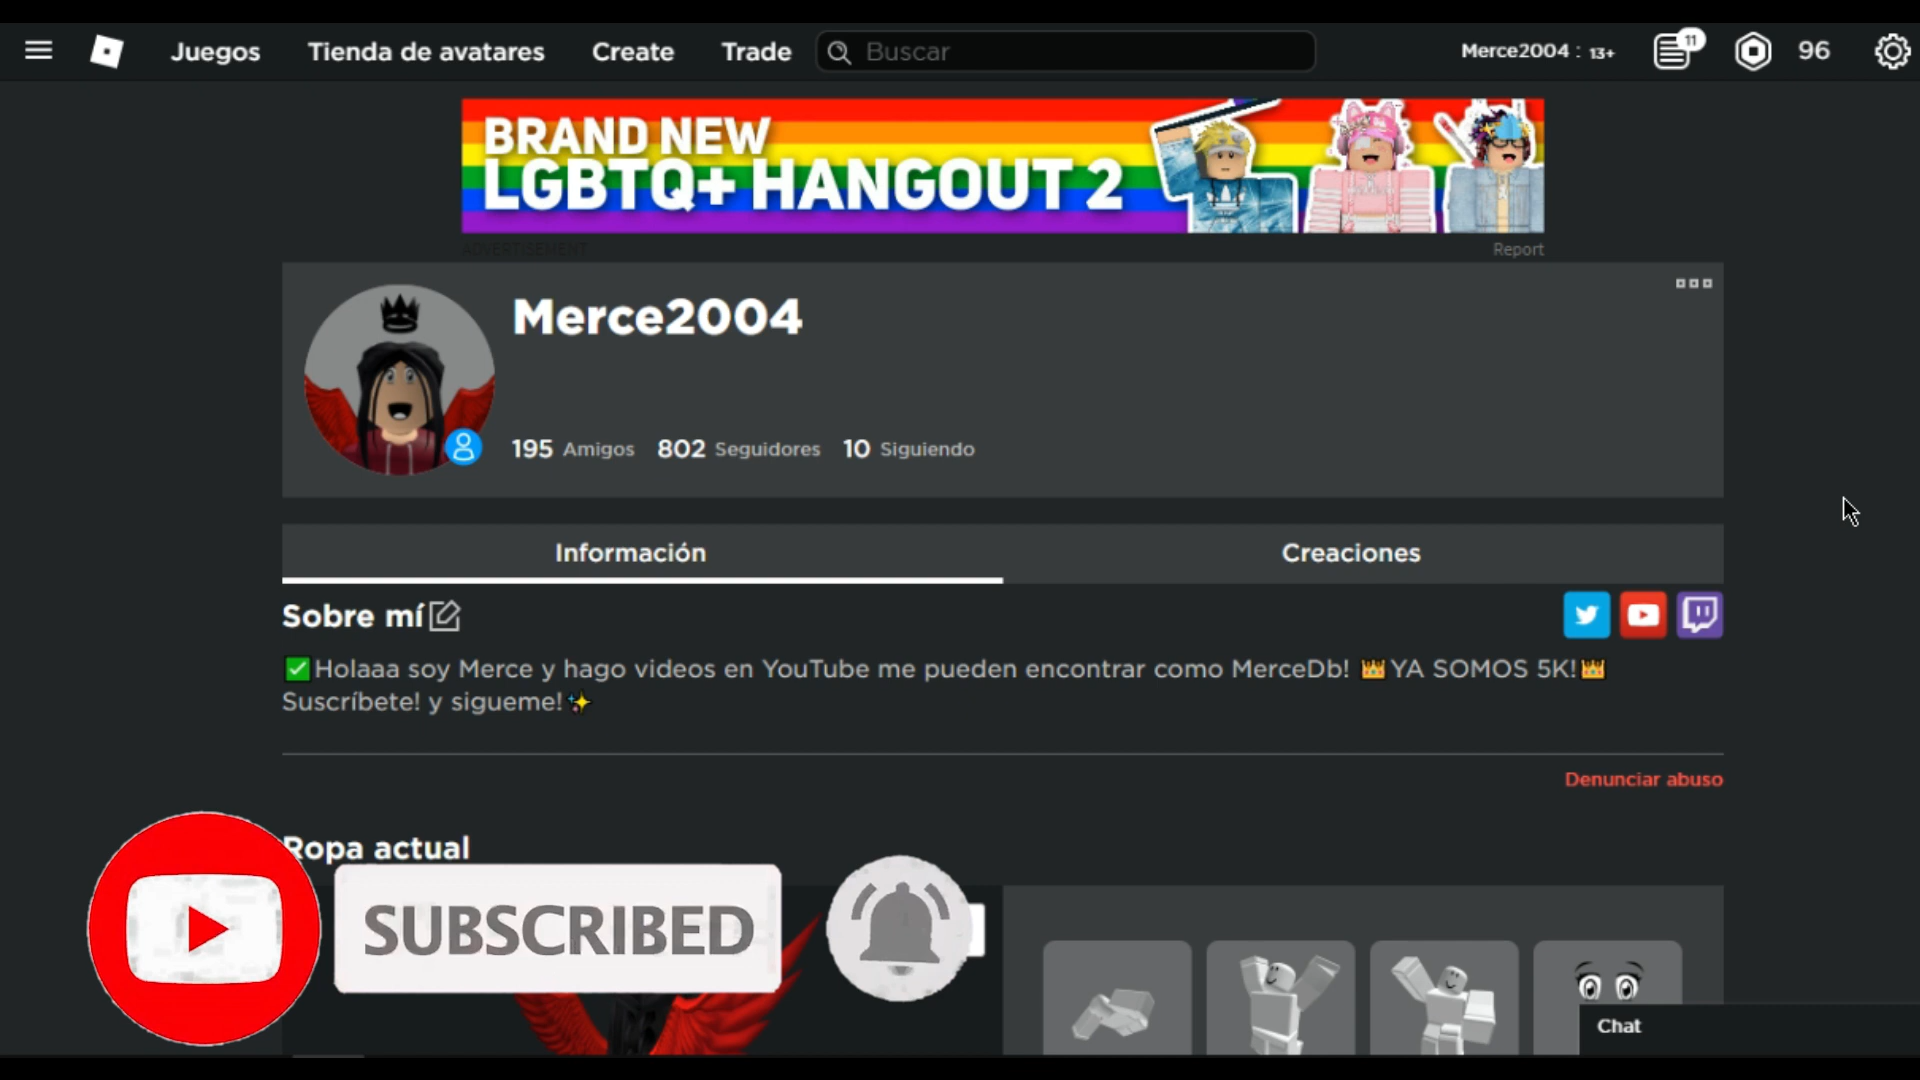 Juegos Tienda de avatares Create Trade Buscar Merce2004 : 13+ 11 96
BRAND NEW
LGBTQ+ HANGOUT 2
ADVERTISEMENT Report
Merce2004
195 Amigos 802 Seguidores 10 Siguiendo
Información Creaciones
Sobre mí
✅Holaaa soy Merce y hago videos en YouTube me pueden encontrar como MerceDb! 👑YA SOMOS 5K!👑
Suscríbete! y sigueme!✨
Denunciar abuso
Ropa actual
SUBSCRIBED
Chat